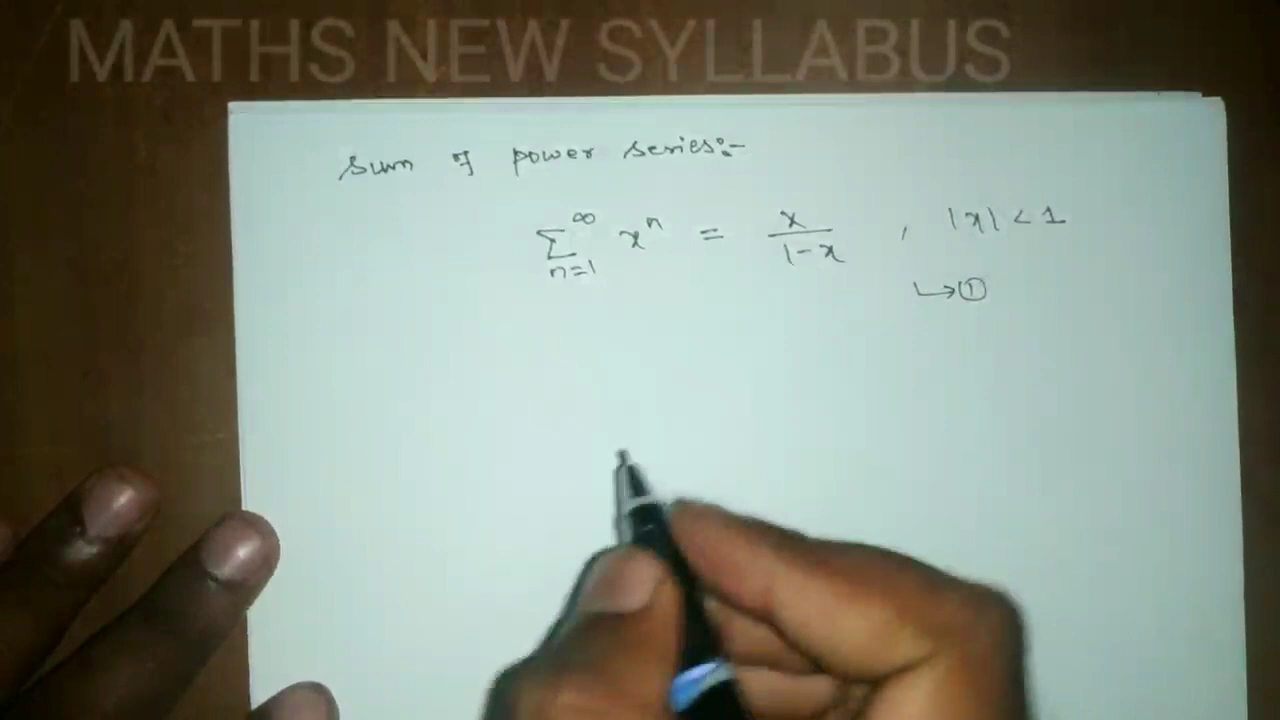 MATHS NEW SYLLABUS
Sum of power series:-
∑_{n=1}^{∞} x^n = x/(1-x) , |x| < 1
↳ ①